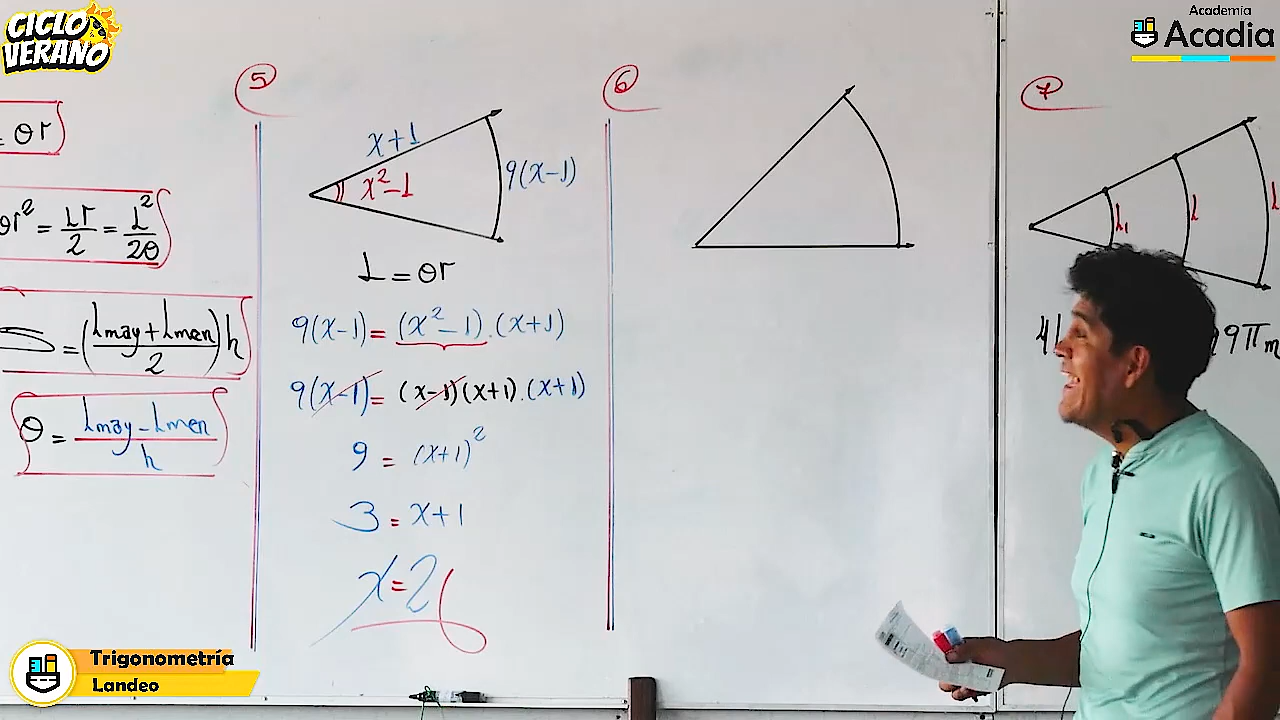 CICLO
VERANO
Academia
Acadia
= θr
θr² = Lr/2 = L²/2θ
= (Lmay + Lmen / 2) h
θ = Lmay - Lmen / h
5
x+1
x²-1
9(x-1)
L = θr
9(x-1) = (x²-1).(x+1)
9(x-1) = (x-1)(x+1).(x+1)
9 = (x+1)²
3 = x+1
x = 2
6
7
L₁
L
L
4L
9πm
Trigonometría
Landeo